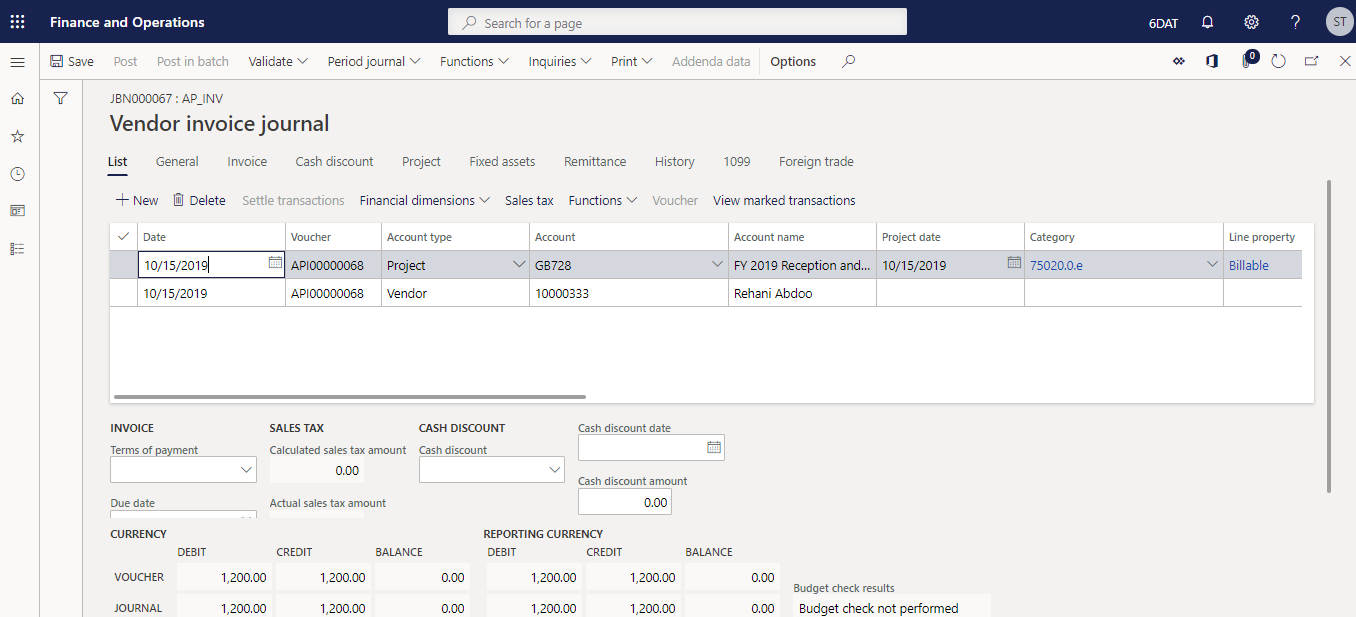 Finance and Operations
Search for a page
6DAT
?
ST
Save Post Post in batch Validate Period journal Functions Inquiries Print Addenda data Options
0
JBN000067 : AP_INV
Vendor invoice journal
List General Invoice Cash discount Project Fixed assets Remittance History 1099 Foreign trade
New Delete Settle transactions Financial dimensions Sales tax Functions Voucher View marked transactions
Date Voucher Account type Account Account name Project date Category Line property
10/15/2019 API00000068 Project GB728 FY 2019 Reception and... 10/15/2019 75020.0.e Billable
10/15/2019 API00000068 Vendor 10000333 Rehani Abdoo
INVOICE SALES TAX CASH DISCOUNT Cash discount date
Terms of payment Calculated sales tax amount Cash discount
0.00
Cash discount amount
Due date Actual sales tax amount 0.00
CURRENCY REPORTING CURRENCY
DEBIT CREDIT BALANCE DEBIT CREDIT BALANCE
VOUCHER 1,200.00 1,200.00 0.00 1,200.00 1,200.00 0.00
Budget check results
JOURNAL 1,200.00 1,200.00 0.00 1,200.00 1,200.00 0.00 Budget check not performed